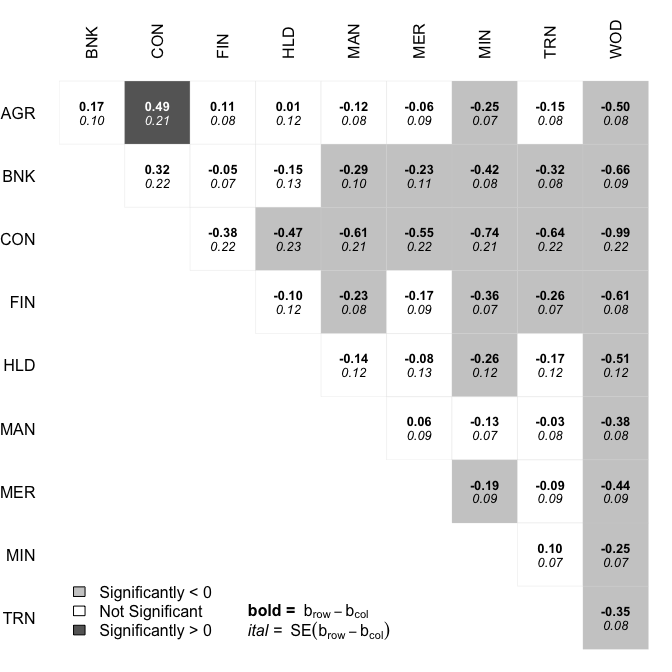 BNK CON FIN HLD MAN MER MIN TRN WOD
AGR 0.17 0.49 0.11 0.01 -0.12 -0.06 -0.25 -0.15 -0.50
0.10 0.21 0.08 0.12 0.08 0.09 0.07 0.08 0.08
BNK 0.32 -0.05 -0.15 -0.29 -0.23 -0.42 -0.32 -0.66
0.22 0.07 0.13 0.10 0.11 0.08 0.08 0.09
CON -0.38 -0.47 -0.61 -0.55 -0.74 -0.64 -0.99
0.22 0.23 0.21 0.22 0.21 0.22 0.22
FIN -0.10 -0.23 -0.17 -0.36 -0.26 -0.61
0.12 0.08 0.09 0.07 0.07 0.08
HLD -0.14 -0.08 -0.26 -0.17 -0.51
0.12 0.13 0.12 0.12 0.12
MAN 0.06 -0.13 -0.03 -0.38
0.09 0.07 0.08 0.08
MER -0.19 -0.09 -0.44
0.09 0.09 0.09
MIN 0.10 -0.25
0.07 0.07
TRN -0.35
0.08
Significantly < 0
Not Significant
Significantly > 0
bold = b_row − b_col
ital = SE(b_row − b_col)